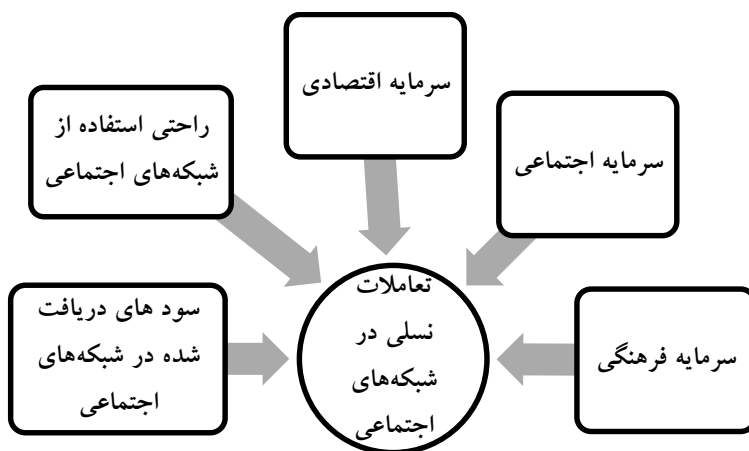 سرمایه اقتصادی
سرمایه اجتماعی
راحتی استفاده از
شبکه‌های اجتماعی
سرمایه فرهنگی
سود های دریافت
شده در شبکه‌های
اجتماعی
تعاملات
نسلی در
شبکه‌های
اجتماعی